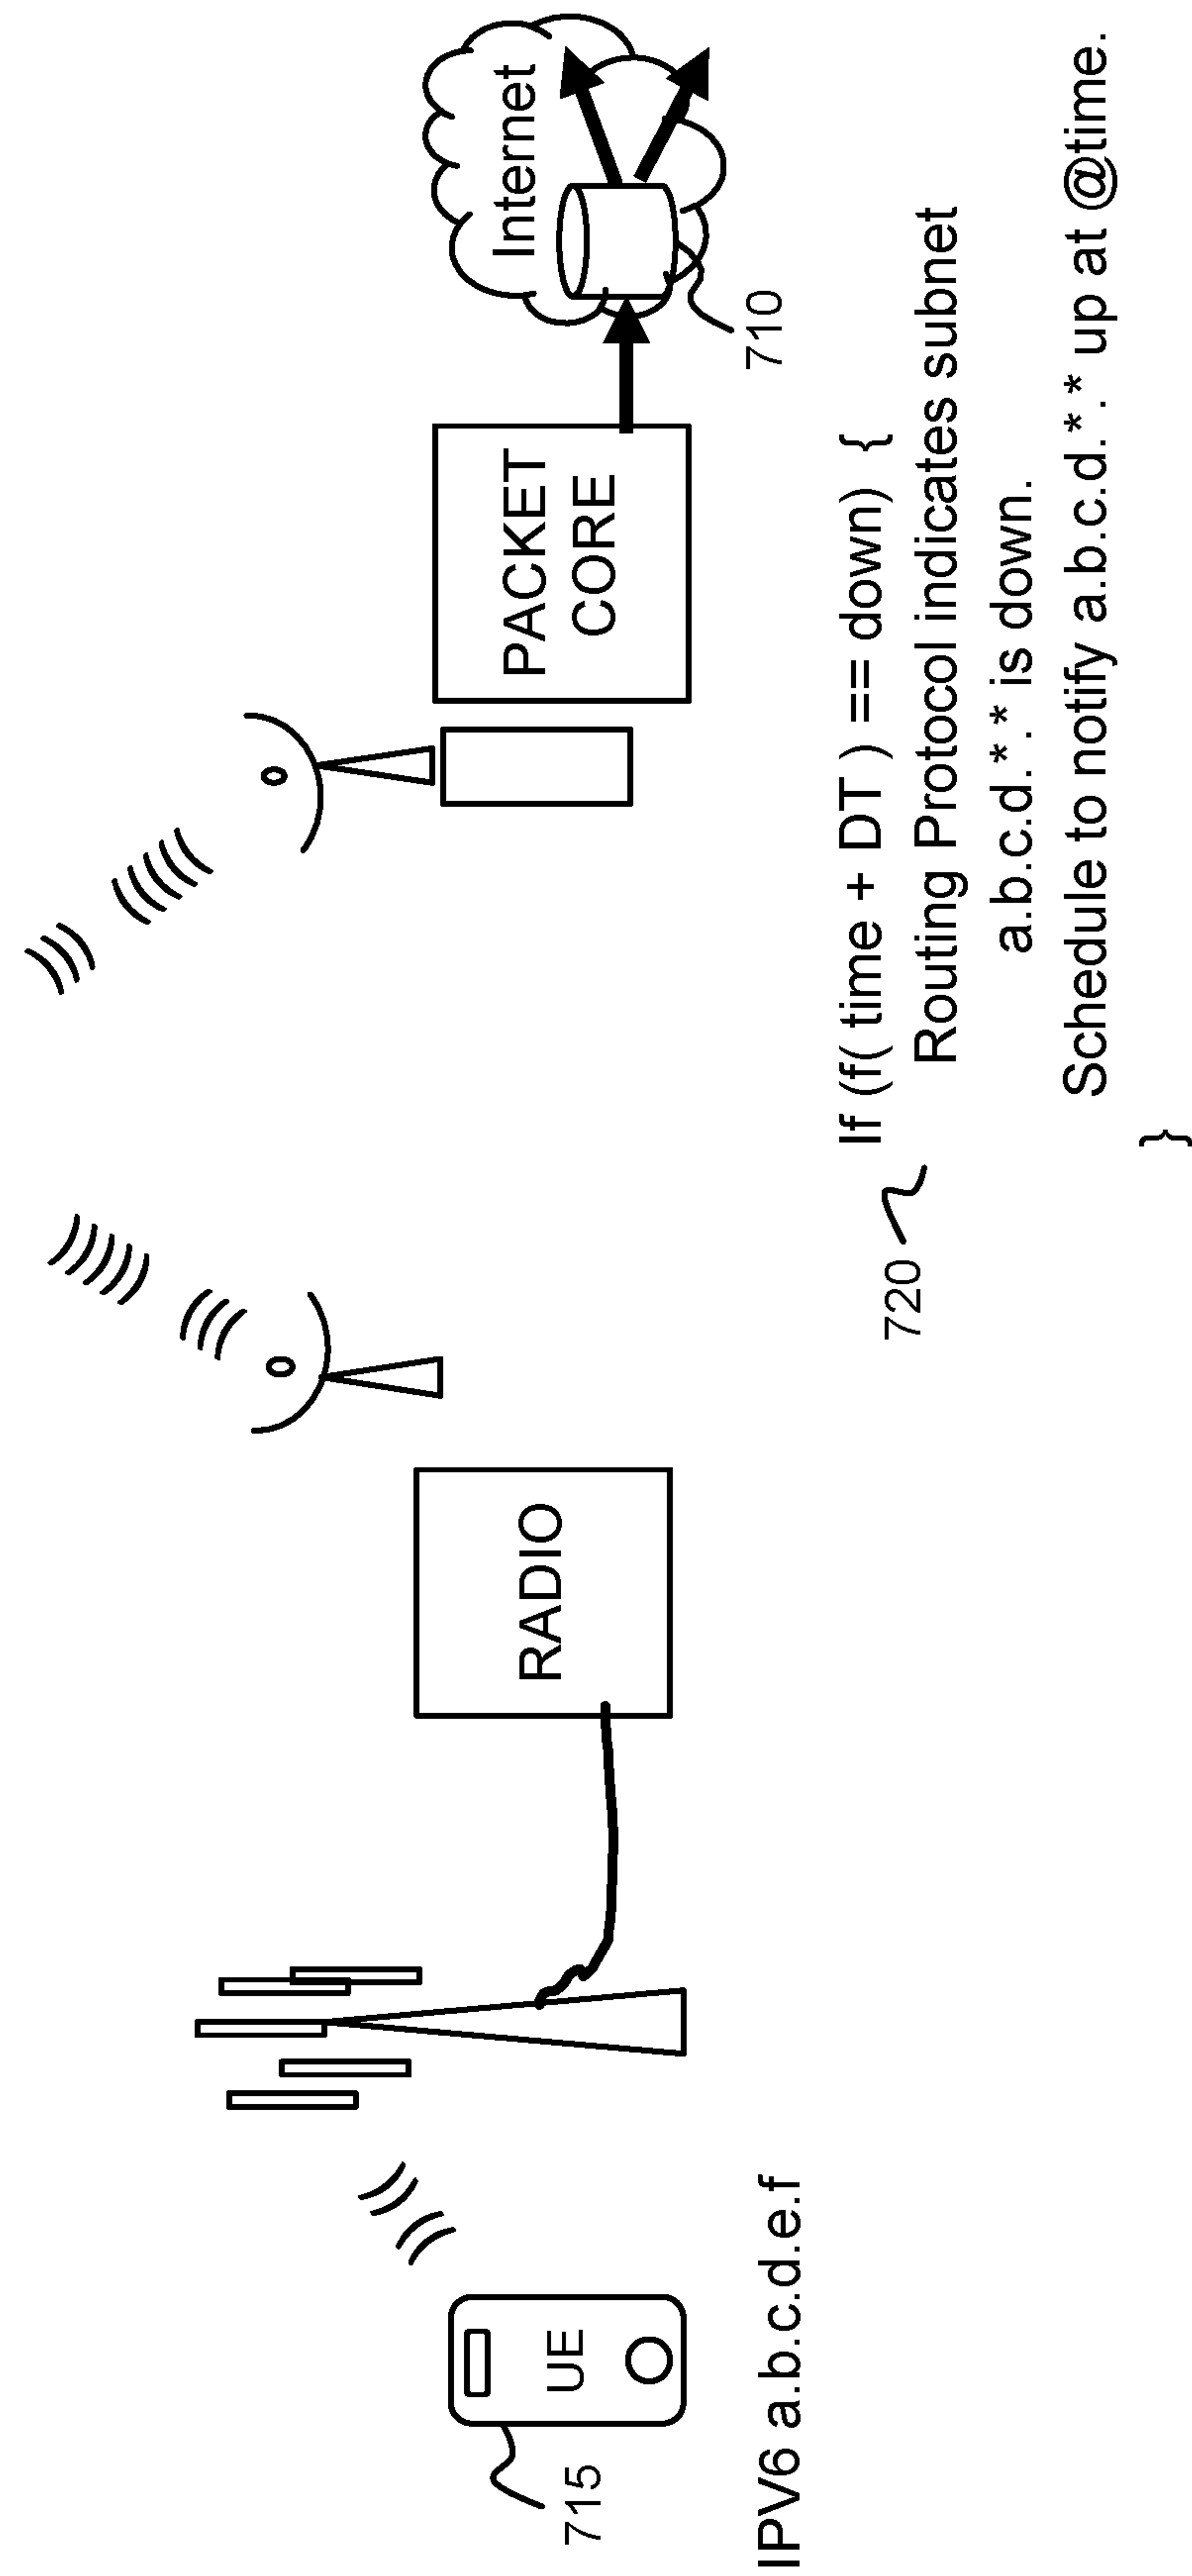 Internet
710
PACKET
CORE
RADIO
UE
715
IPV6 a.b.c.d.e.f
720
If (f( time + DT ) == down) {
Routing Protocol indicates subnet
a.b.c.d.*.* is down.
Schedule to notify a.b.c.d.*.* up at @time.
}